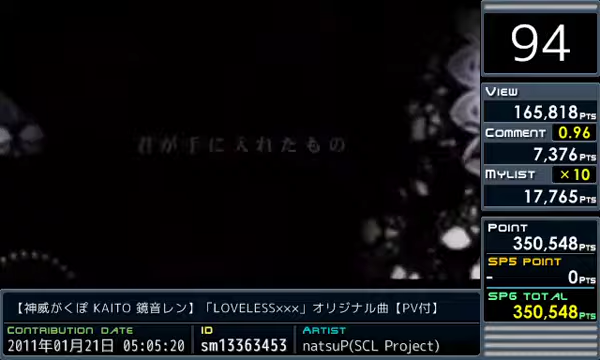 94
君が手に入れたもの
VIEW
165,818PTS
COMMENT 0.96
7,376PTS
MYLIST ×10
17,765PTS
POINT
350,548PTS
SP5 POINT
- 0PTS
SP6 TOTAL
350,548PTS
【神威がくぽ KAITO 鏡音レン】「LOVELESS×××」オリジナル曲【PV付】
CONTRIBUTION DATE ID ARTIST
2011年01月21日 05:05:20 sm13363453 natsuP(SCL Project)